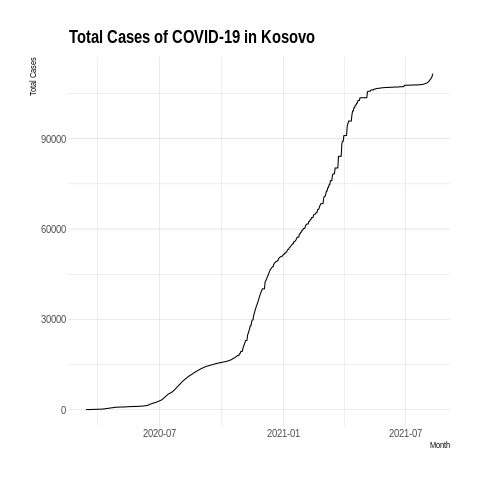 Total Cases of COVID-19 in Kosovo
Total Cases
90000
60000
30000
0
2020-07
2021-01
2021-07
Month